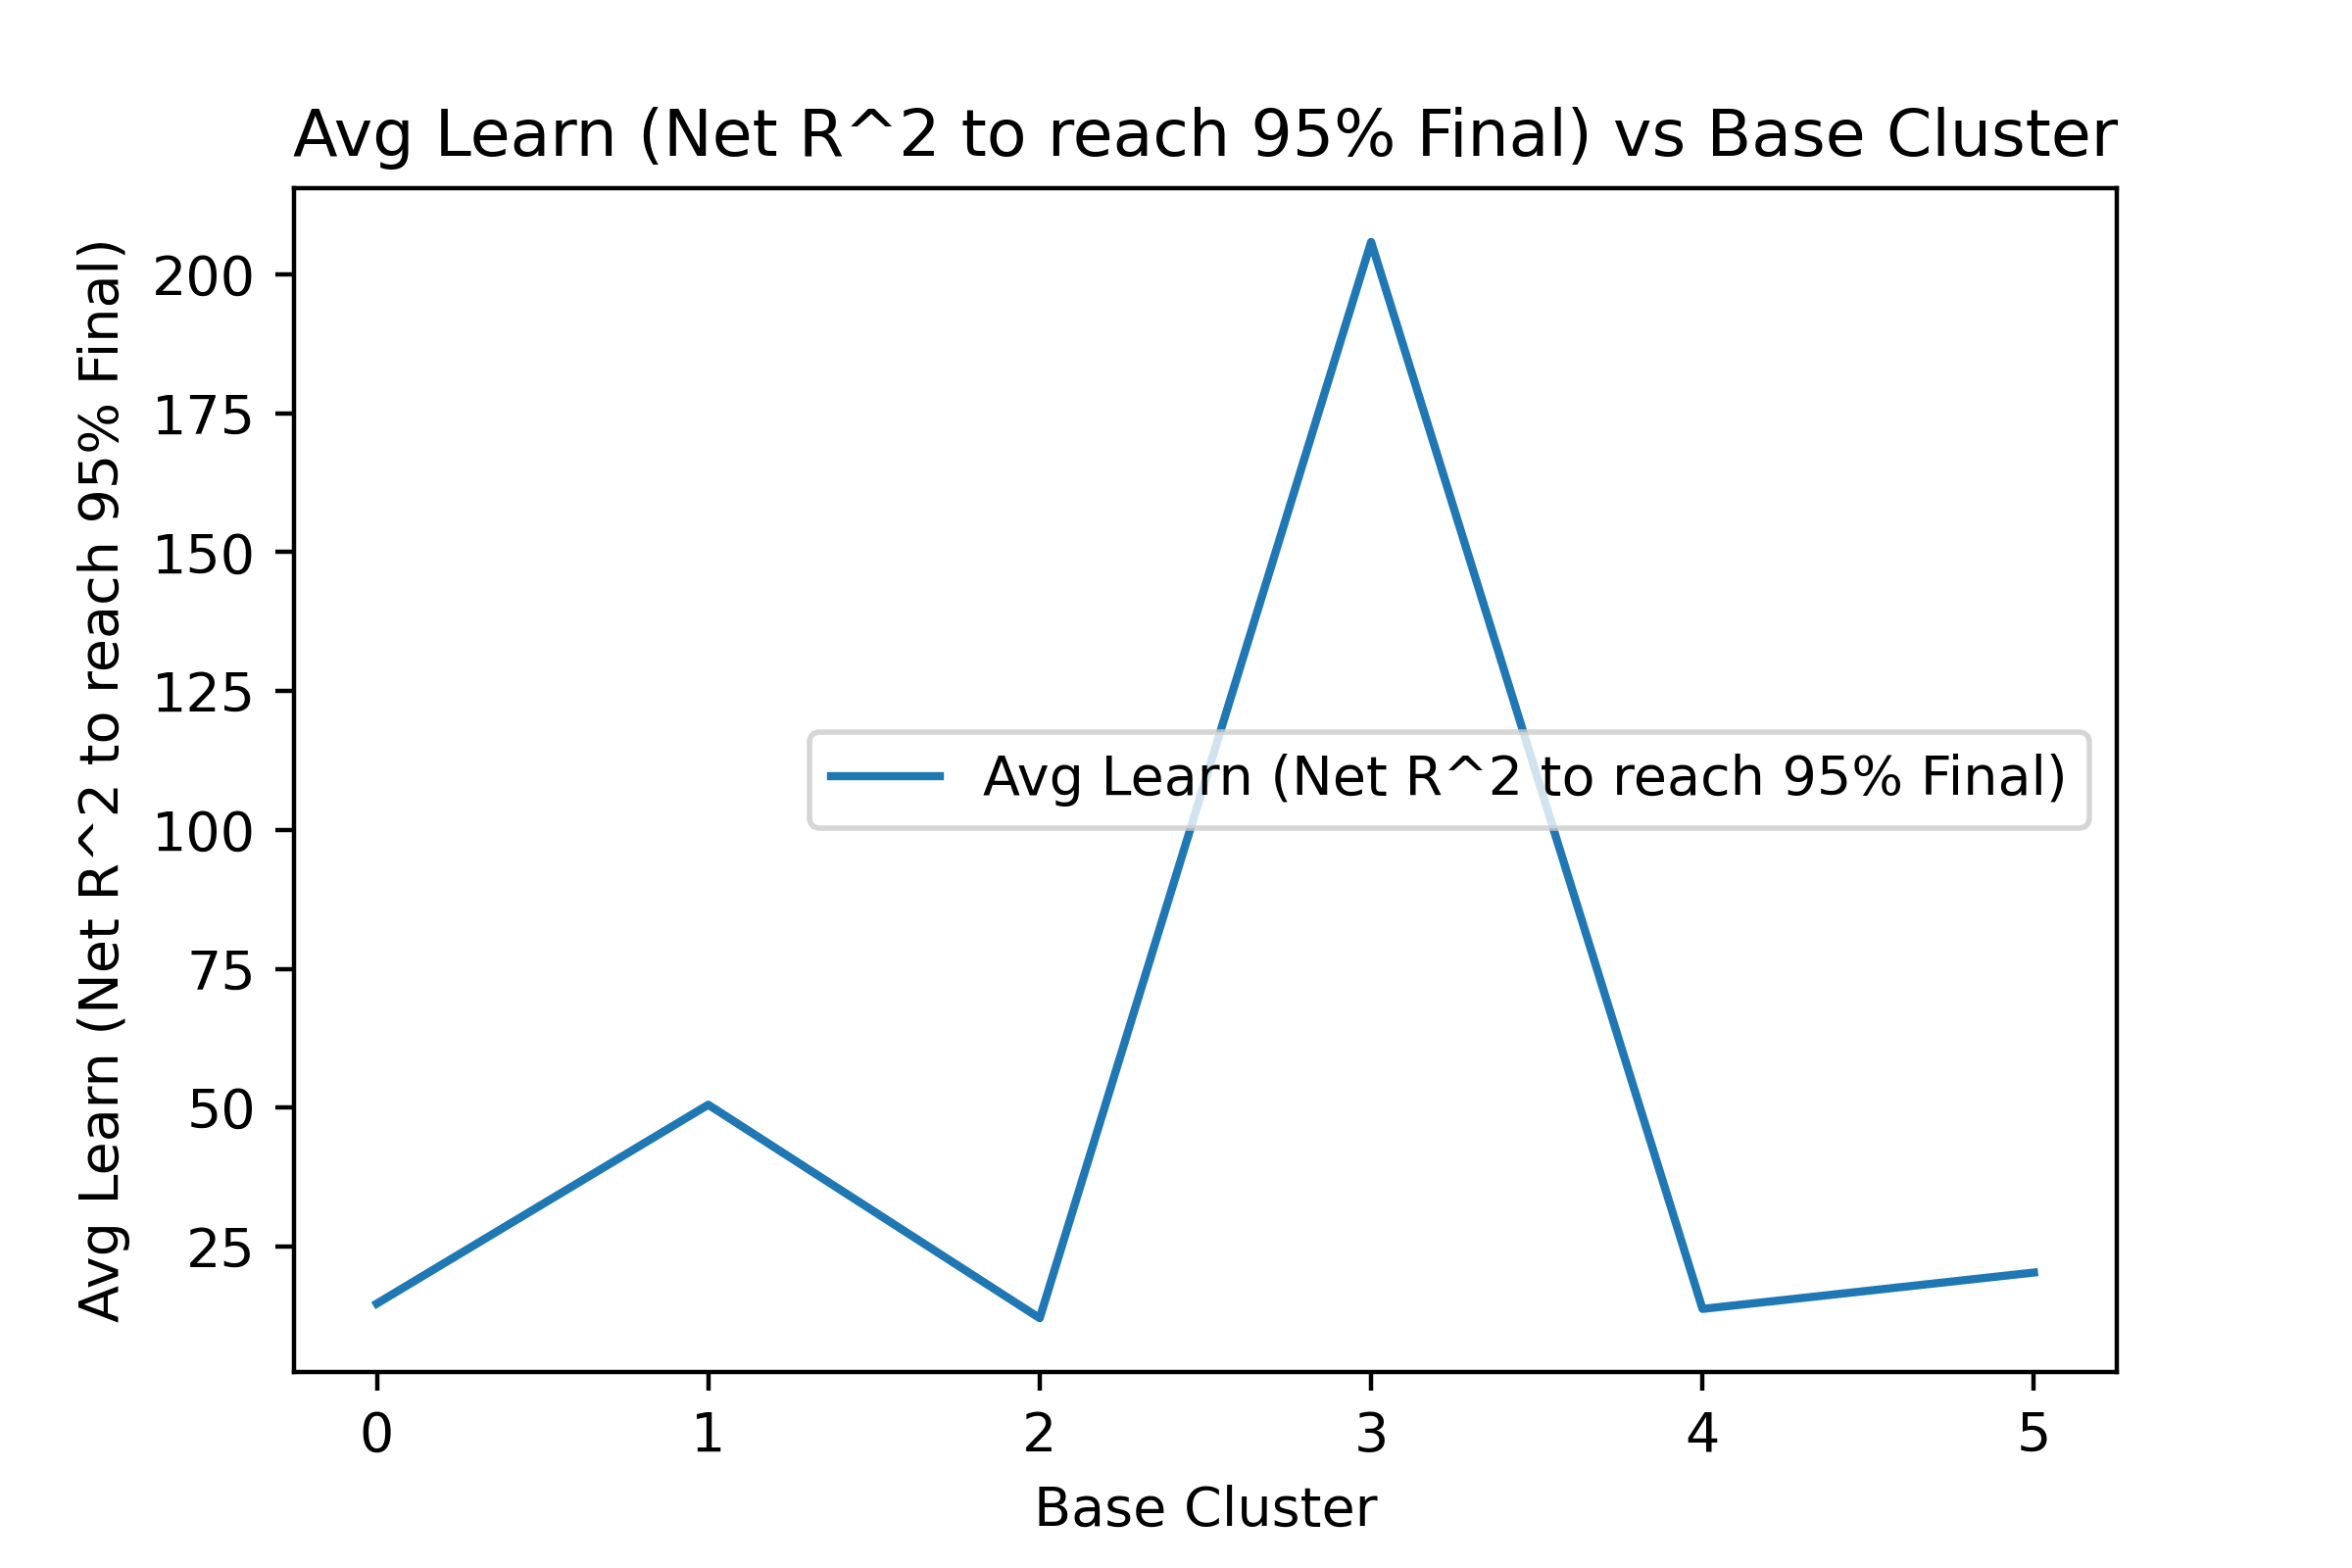 Avg Learn (Net R^2 to reach 95% Final) vs Base Cluster
Avg Learn (Net R^2 to reach 95% Final)
200
175
150
125
100
75
50
25
Avg Learn (Net R^2 to reach 95% Final)
0 1 2 3 4 5
Base Cluster